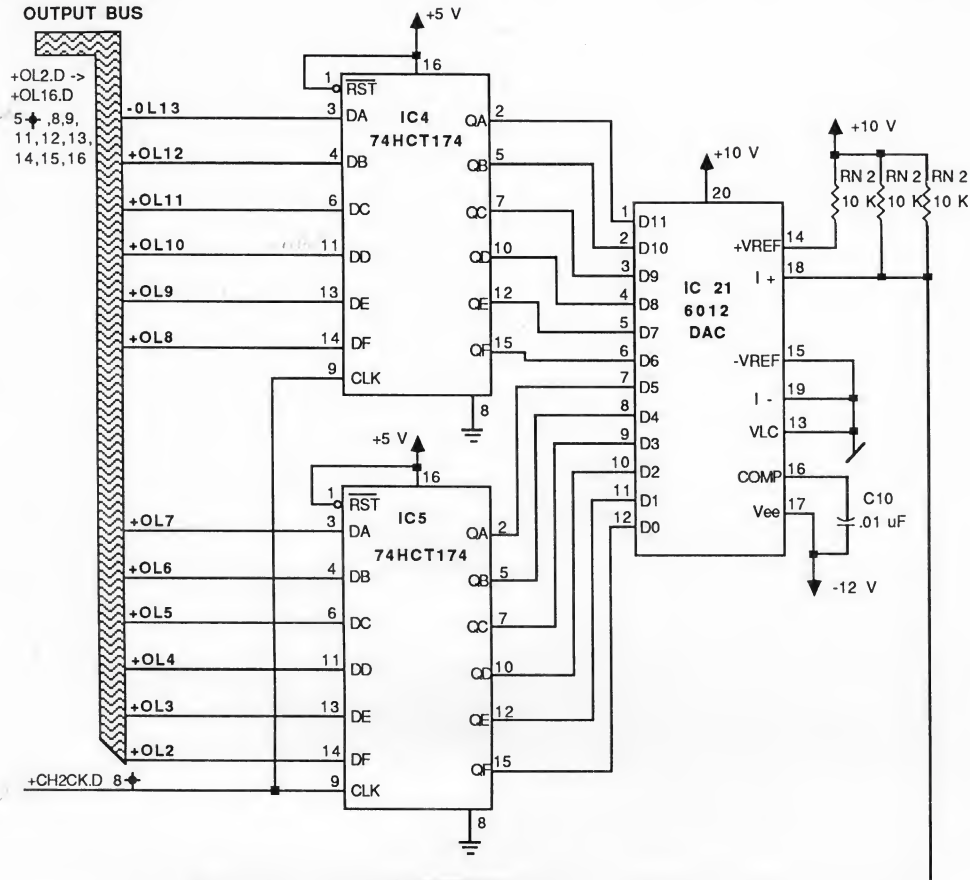 OUTPUT BUS
+OL2.D ->
+OL16.D
5 ,8,9,
11,12,13,
14,15,16
-0L13
+OL12
+OL11
+OL10
+OL9
+OL8
+OL7
+OL6
+OL5
+OL4
+OL3
+OL2
+CH2CK.D 8
+5 V
16
1 RST
3 DA
4 DB
6 DC
11 DD
13 DE
14 DF
9 CLK
IC4
74HCT174
QA 2
QB 5
QC 7
QD 10
QE 12
QF 15
8
+5 V
16
1 RST
3 DA
4 DB
6 DC
11 DD
13 DE
14 DF
9 CLK
IC5
74HCT174
QA 2
QB 5
QC 7
QD 10
QE 12
QF 15
8
+10 V
20
1 D11
2 D10
3 D9
4 D8
5 D7
6 D6
7 D5
8 D4
9 D3
10 D2
11 D1
12 D0
IC 21
6012
DAC
+VREF 14
I + 18
-VREF 15
I - 19
VLC 13
COMP 16
Vee 17
+10 V
RN 2 RN 2 RN 2
10 K 10 K 10 K
C10
.01 uF
-12 V